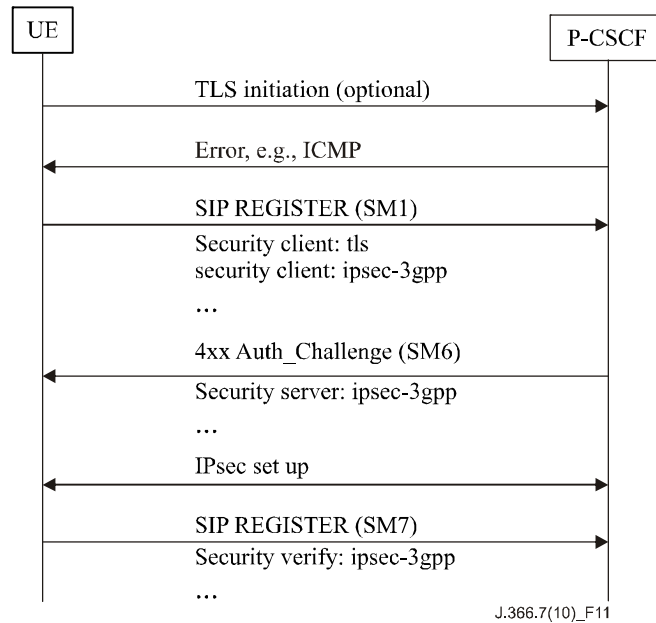 UE
P-CSCF
TLS initiation (optional)
Error, e.g., ICMP
SIP REGISTER (SM1)
Security client: tls
security client: ipsec-3gpp
...
4xx Auth_Challenge (SM6)
Security server: ipsec-3gpp
...
IPsec set up
SIP REGISTER (SM7)
Security verify: ipsec-3gpp
...
J.366.7(10)_F11